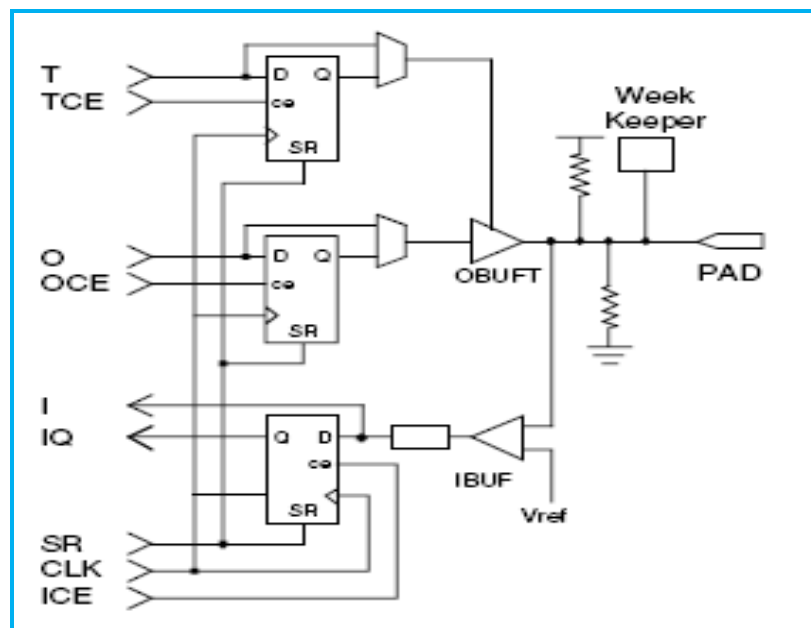 T
TCE
D Q
ce
SR
Week
Keeper
O
OCE
D Q
ce
SR
OBUFT
PAD
I
IQ
Q D
ce
SR
IBUF
Vref
SR
CLK
ICE